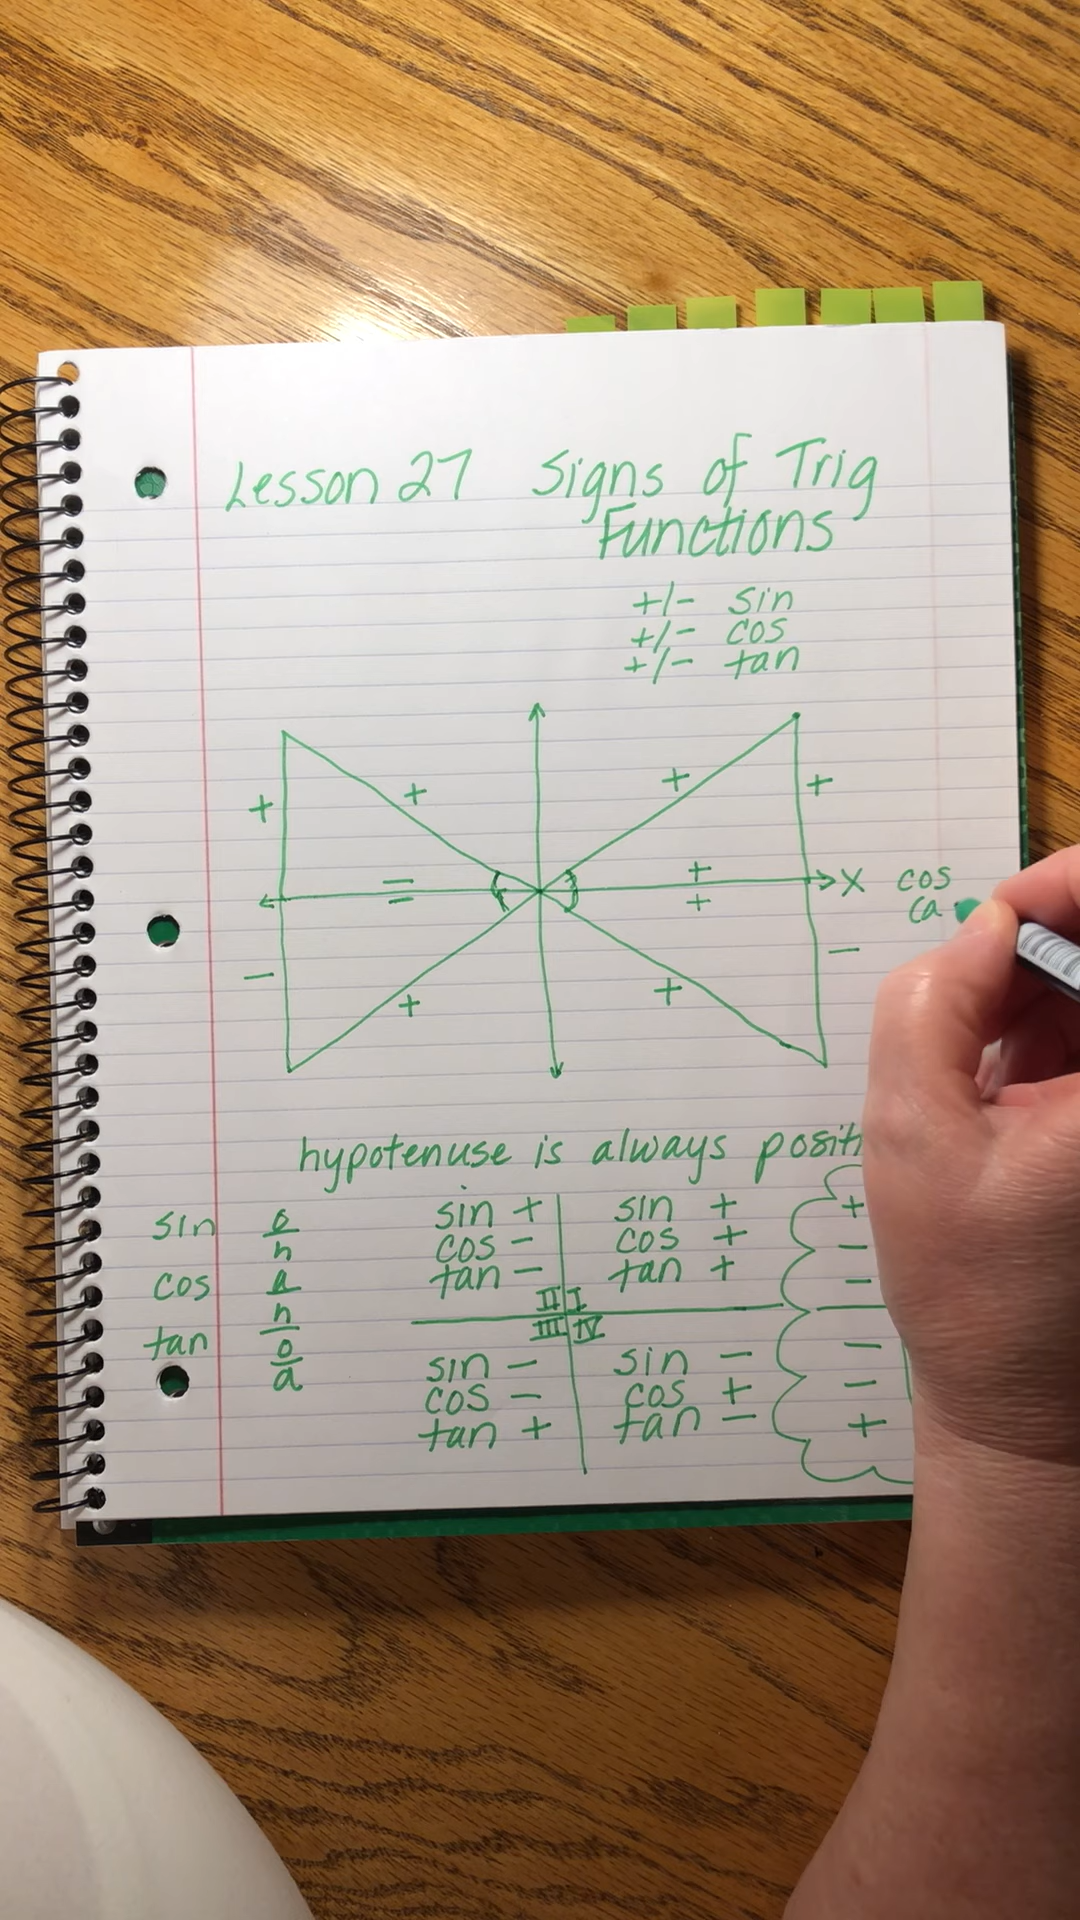 Lesson 27 Signs of Trig
Functions
+/- sin
+/- cos
+/- tan
+ + + +
= + X cos
+ ca
- + + -
hypotenuse is always
sin o/h
cos a/h
tan o/a
sin + sin +
cos - cos +
tan - tan +
II I
III IV
sin - sin -
cos - cos +
tan + tan -
+
-
-
-
-
+